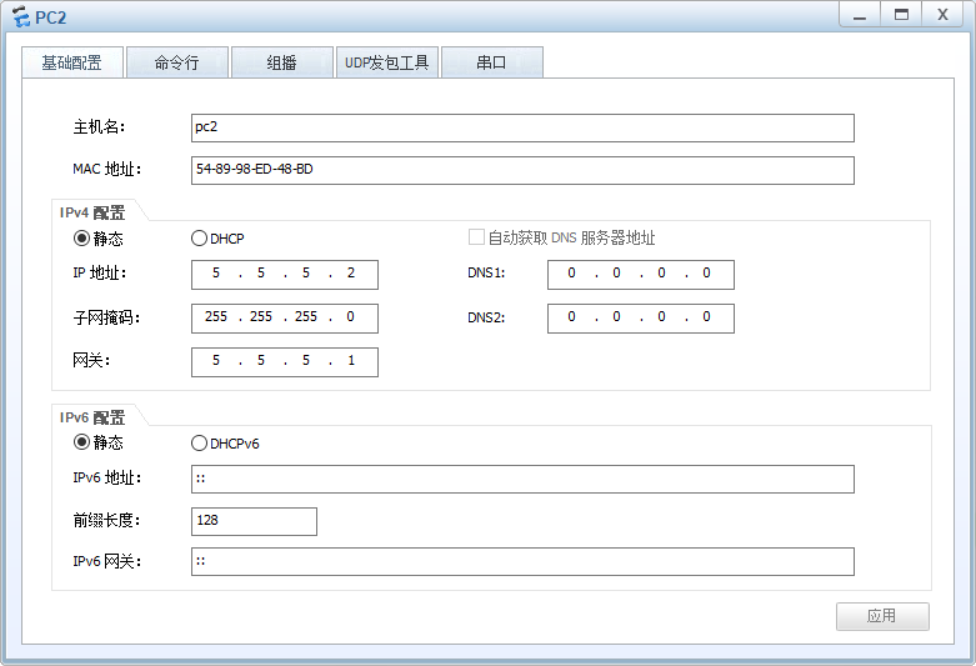 PC2
基础配置 命令行 组播 UDP发包工具 串口
主机名: pc2
MAC 地址: 54-89-98-ED-48-BD
IPv4 配置
静态 DHCP 自动获取 DNS 服务器地址
IP 地址: 5 . 5 . 5 . 2 DNS1: 0 . 0 . 0 . 0
子网掩码: 255 . 255 . 255 . 0 DNS2: 0 . 0 . 0 . 0
网关: 5 . 5 . 5 . 1
IPv6 配置
静态 DHCPv6
IPv6 地址: ::
前缀长度: 128
IPv6 网关: ::
应用